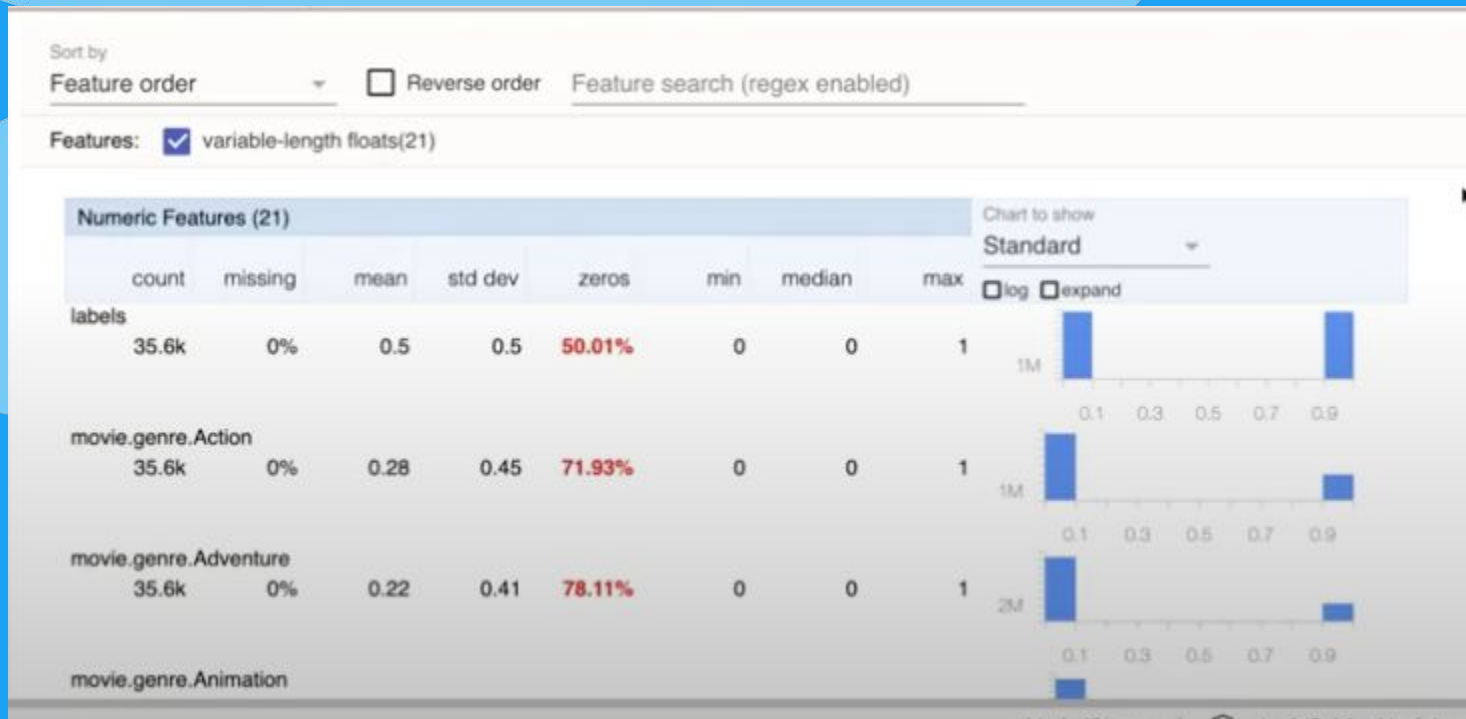 Sort by
Feature order Reverse order Feature search (regex enabled)
Features: variable-length floats(21)
Numeric Features (21) Chart to show
Standard
count missing mean std dev zeros min median max
log expand
labels
35.6k 0% 0.5 0.5 50.01% 0 0 1
1M
0.1 0.3 0.5 0.7 0.9
movie.genre.Action
35.6k 0% 0.28 0.45 71.93% 0 0 1
1M
0.1 0.3 0.5 0.7 0.9
movie.genre.Adventure
35.6k 0% 0.22 0.41 78.11% 0 0 1
2M
0.1 0.3 0.5 0.7 0.9
movie.genre.Animation